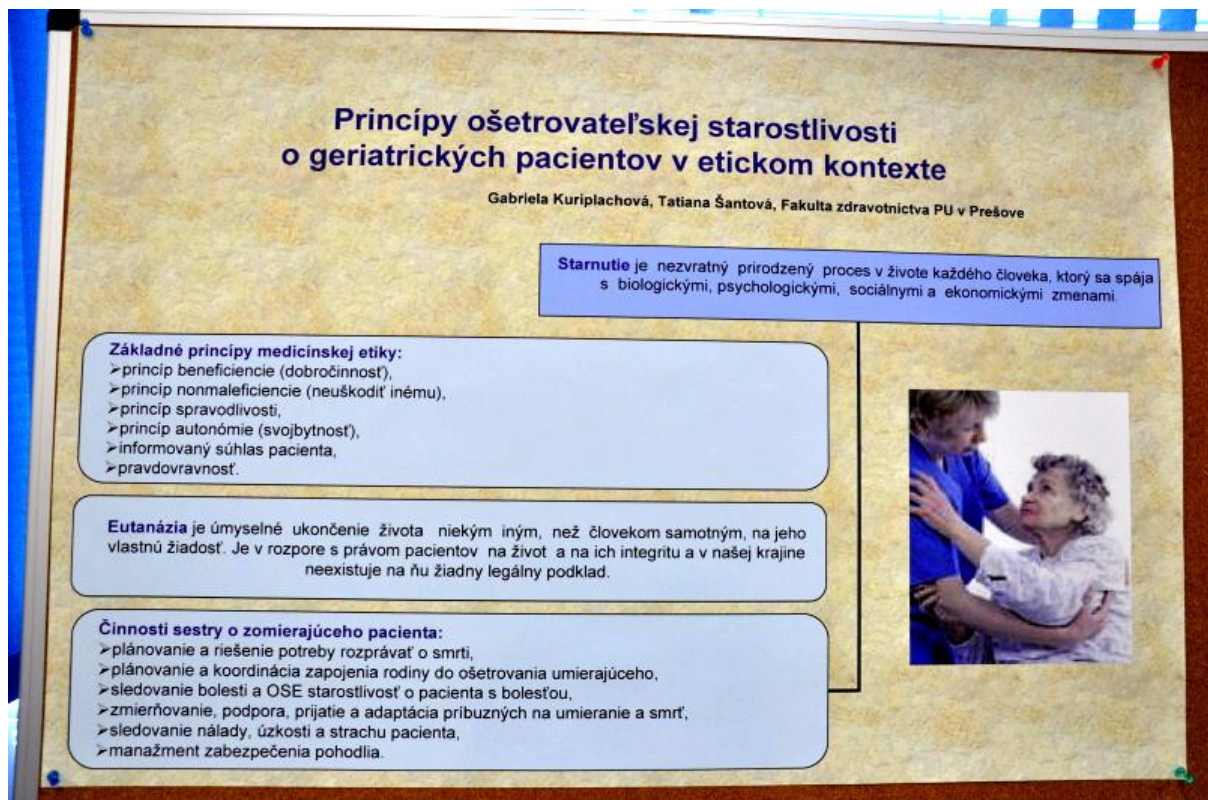 Princípy ošetrovateľskej starostlivosti
o geriatrických pacientov v etickom kontexte
Gabriela Kuriplachová, Tatiana Šantová, Fakulta zdravotníctva PU v Prešove
Starnutie je nezvratný prirodzený proces v živote každého človeka, ktorý sa spája
s biologickými, psychologickými, sociálnymi a ekonomickými zmenami.
Základné princípy medicínskej etiky:
➢princíp beneficiencie (dobročinnosť),
➢princíp nonmaleficiencie (neuškodiť inému),
➢princíp spravodlivosti,
➢princíp autonómie (svojbytnosť),
➢informovaný súhlas pacienta,
➢pravdovravnosť.
Eutanázia je úmyselné ukončenie života niekým iným, než človekom samotným, na jeho
vlastnú žiadosť. Je v rozpore s právom pacientov na život a na ich integritu a v našej krajine
neexistuje na ňu žiadny legálny podklad.
Činnosti sestry o zomierajúceho pacienta:
➢plánovanie a riešenie potreby rozprávať o smrti,
➢plánovanie a koordinácia zapojenia rodiny do ošetrovania umierajúceho,
➢sledovanie bolesti a OSE starostlivosť o pacienta s bolesťou,
➢zmierňovanie, podpora, prijatie a adaptácia príbuzných na umieranie a smrť,
➢sledovanie nálady, úzkosti a strachu pacienta,
➢manažment zabezpečenia pohodlia.